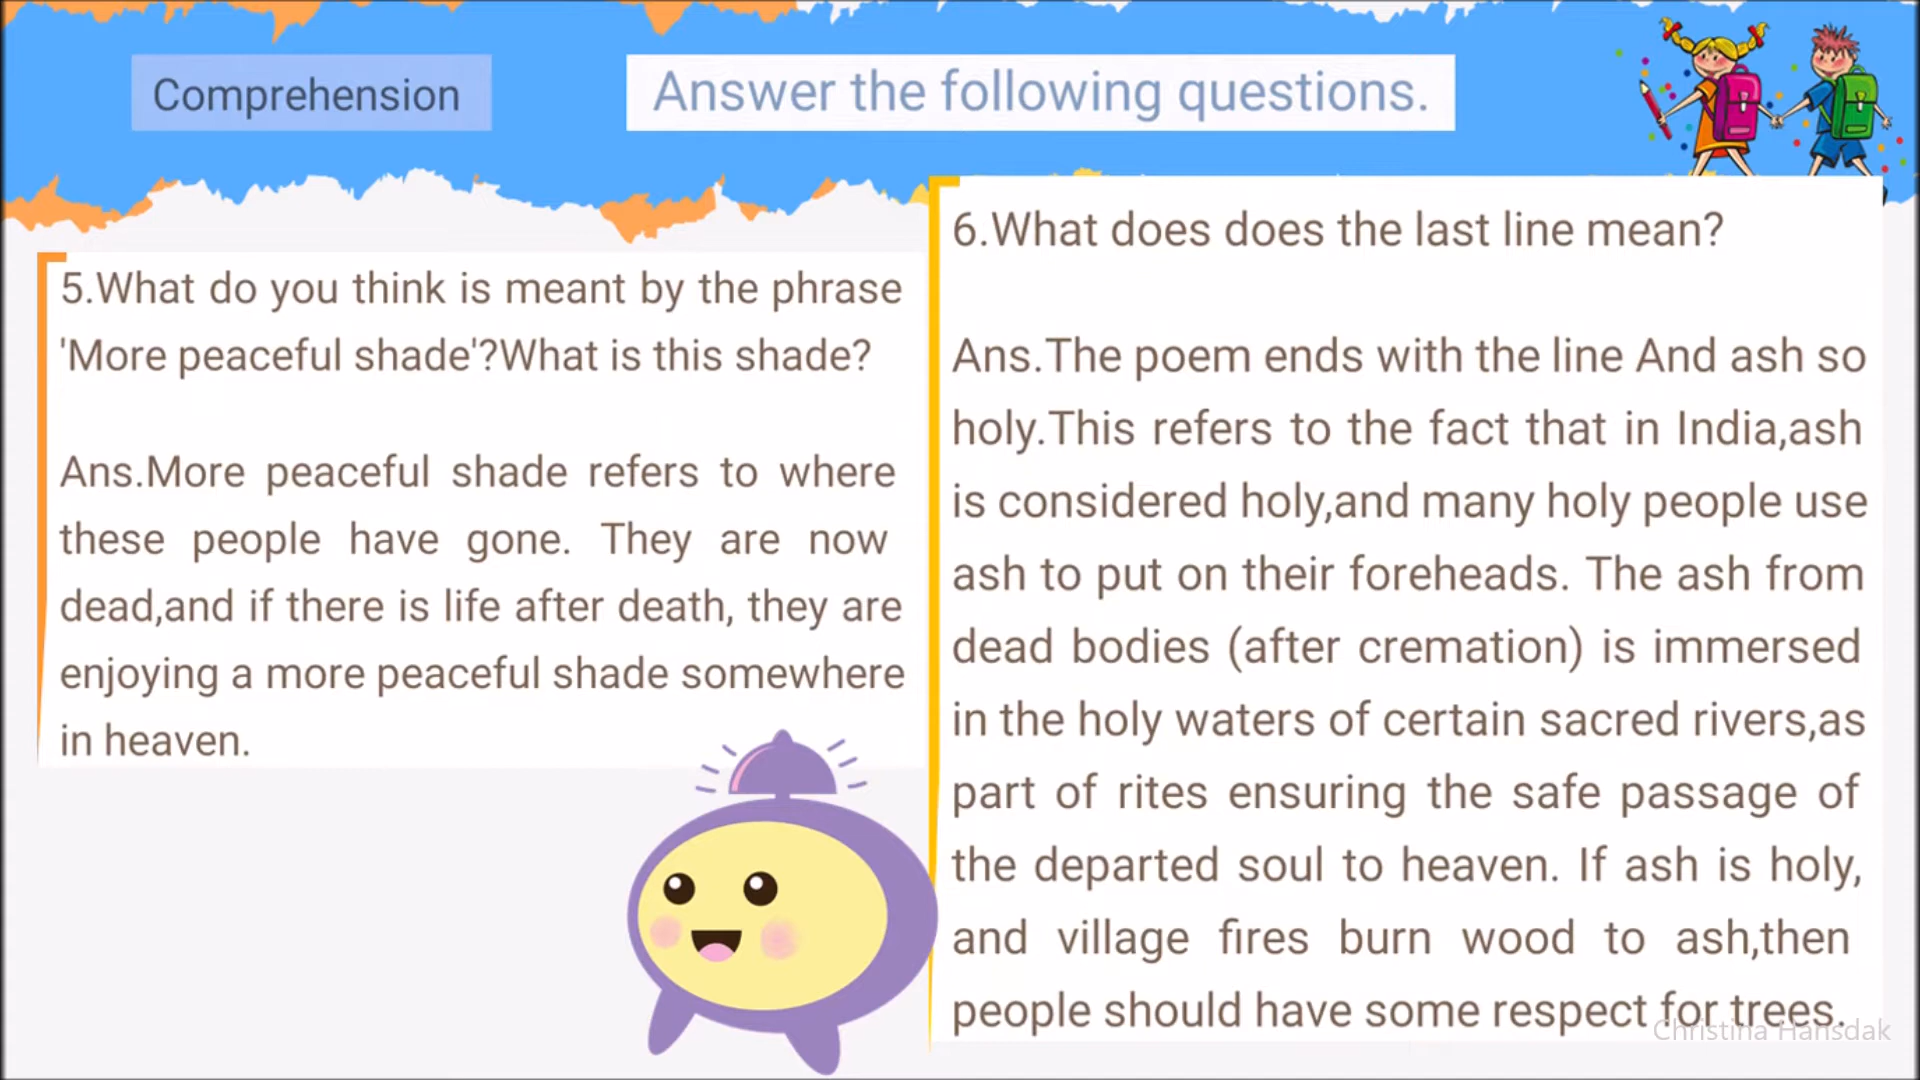 Comprehension
Answer the following questions.
5.What do you think is meant by the phrase
'More peaceful shade'?What is this shade?
Ans.More peaceful shade refers to where
these people have gone. They are now
dead,and if there is life after death, they are
enjoying a more peaceful shade somewhere
in heaven.
6.What does does the last line mean?
Ans.The poem ends with the line And ash so
holy.This refers to the fact that in India,ash
is considered holy,and many holy people use
ash to put on their foreheads. The ash from
dead bodies (after cremation) is immersed
in the holy waters of certain sacred rivers,as
part of rites ensuring the safe passage of
the departed soul to heaven. If ash is holy,
and village fires burn wood to ash,then
people should have some respect for trees.
Christina Hansdak